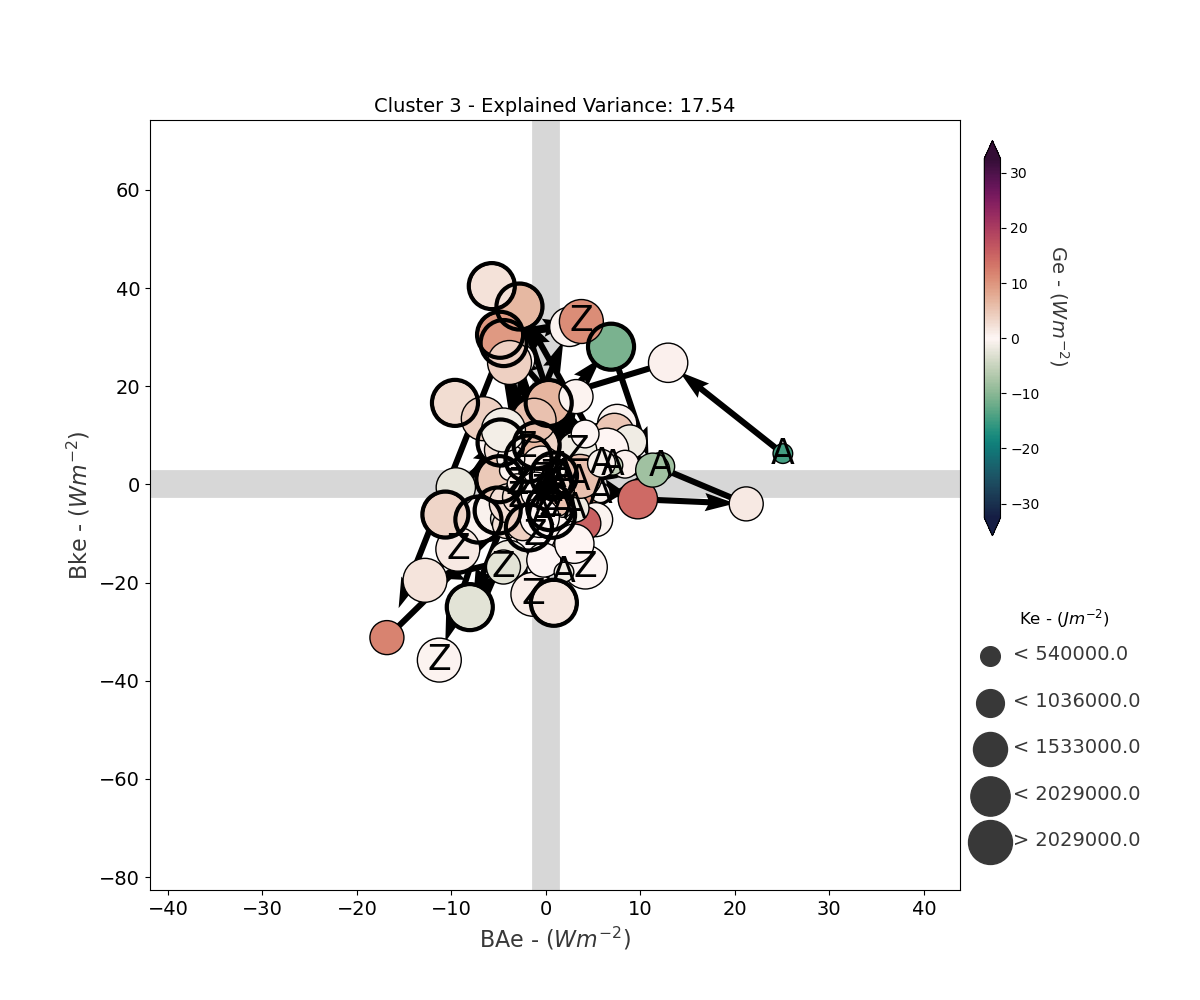 Cluster 3 - Explained Variance: 17.54
60
40
20
0
−20
−40
−60
−80
Bke - (Wm⁻²)
−40
−30
−20
−10
0
10
20
30
40
BAe - (Wm⁻²)
30
20
10
0
−10
−20
−30
Ge - (Wm⁻²)
Ke - (Jm⁻²)
< 540000.0
< 1036000.0
< 1533000.0
< 2029000.0
> 2029000.0
Z
A
A
Z
Z
A
A
A
Z
Z
A
Z
Z
Z